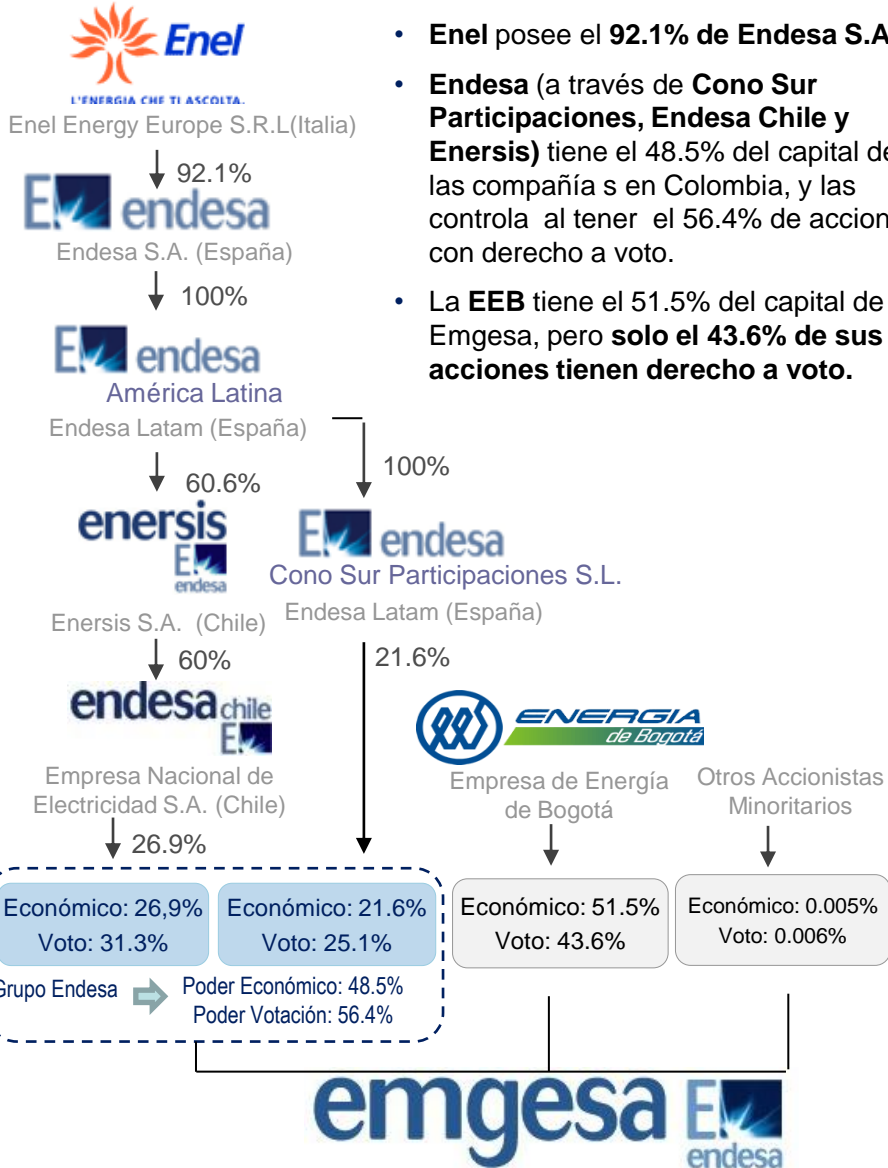 Enel
L'ENERGIA CHE TI ASCOLTA.
Enel Energy Europe S.R.L(Italia)
92.1%
endesa
Endesa S.A. (España)
100%
endesa
América Latina
Endesa Latam (España)
60.6%
100%
enersis
endesa
Enersis S.A. (Chile)
endesa
Cono Sur Participaciones S.L.
Endesa Latam (España)
60%
21.6%
endesa chile
Empresa Nacional de
Electricidad S.A. (Chile)
26.9%
ENERGIA
de Bogotá
Empresa de Energía
de Bogotá
Otros Accionistas
Minoritarios
• Enel posee el 92.1% de Endesa S.A
• Endesa (a través de Cono Sur
Participaciones, Endesa Chile y
Enersis) tiene el 48.5% del capital de
las compañía s en Colombia, y las
controla al tener el 56.4% de accion
con derecho a voto.
• La EEB tiene el 51.5% del capital de
Emgesa, pero solo el 43.6% de sus
acciones tienen derecho a voto.
Económico: 26,9%
Voto: 31.3%
Económico: 21.6%
Voto: 25.1%
Económico: 51.5%
Voto: 43.6%
Económico: 0.005%
Voto: 0.006%
Grupo Endesa
Poder Económico: 48.5%
Poder Votación: 56.4%
emgesa
endesa